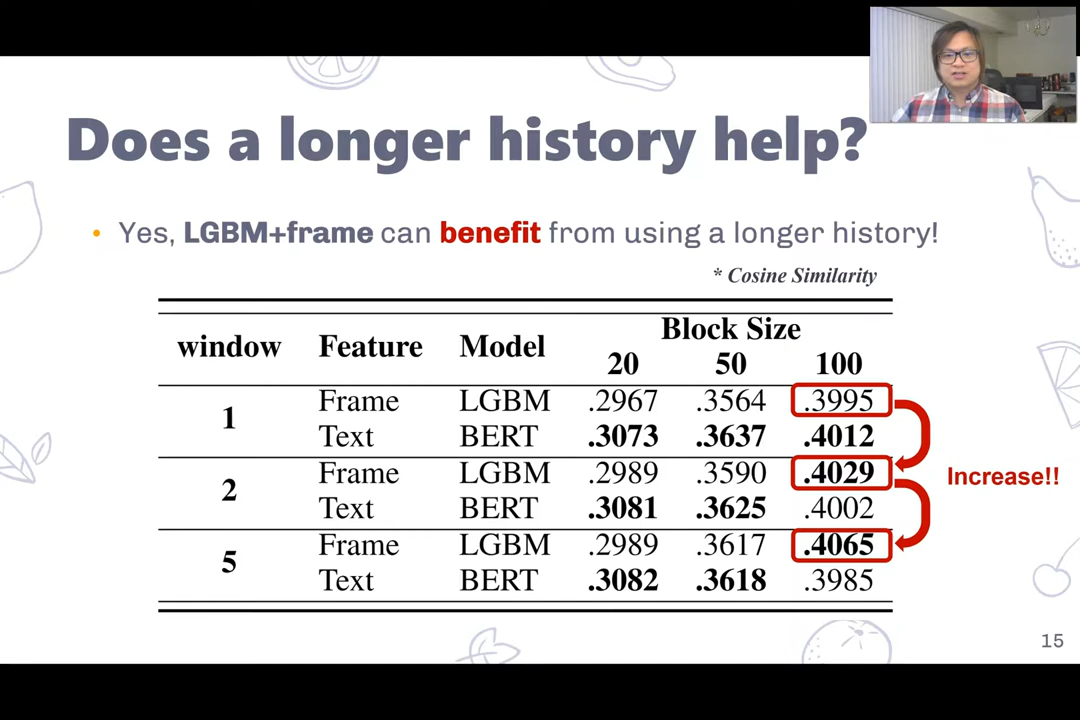 Does a longer history help?
• Yes, LGBM+frame can benefit from using a longer history!
* Cosine Similarity
window Feature Model Block Size
20 50 100
1 Frame LGBM .2967 .3564 .3995
Text BERT .3073 .3637 .4012
2 Frame LGBM .2989 .3590 .4029
Text BERT .3081 .3625 .4002
5 Frame LGBM .2989 .3617 .4065
Text BERT .3082 .3618 .3985
Increase!!
15